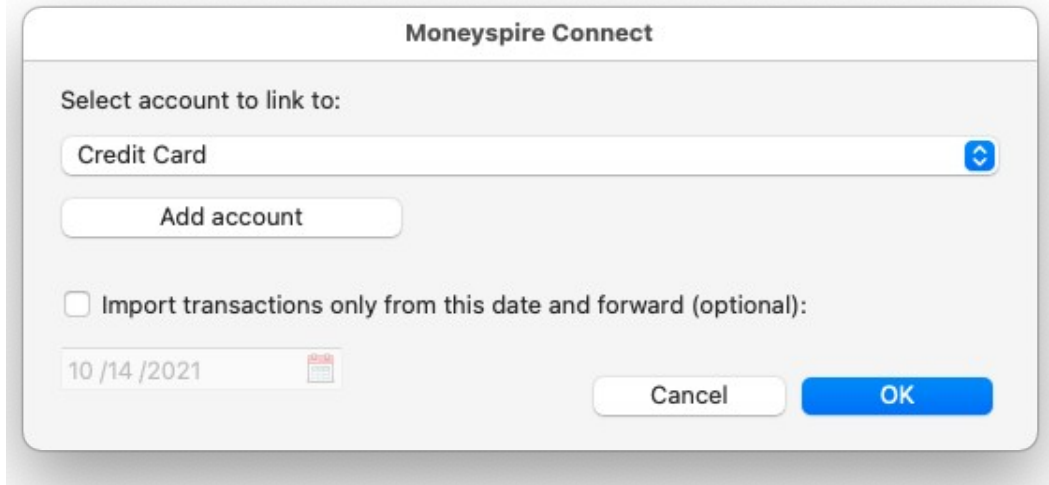 Moneyspire Connect
Select account to link to:
Credit Card
Add account
Import transactions only from this date and forward (optional):
10 /14 /2021
Cancel
OK